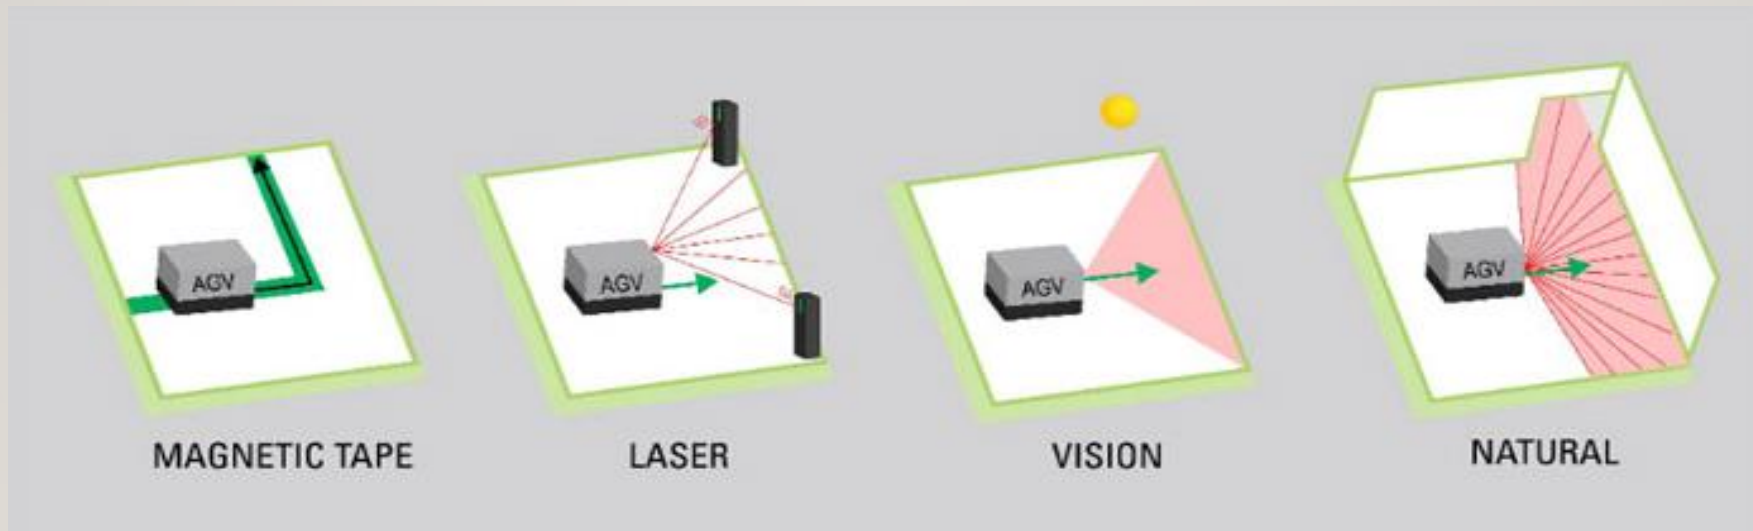 AGV
AGV
AGV
AGV
MAGNETIC TAPE
LASER
VISION
NATURAL